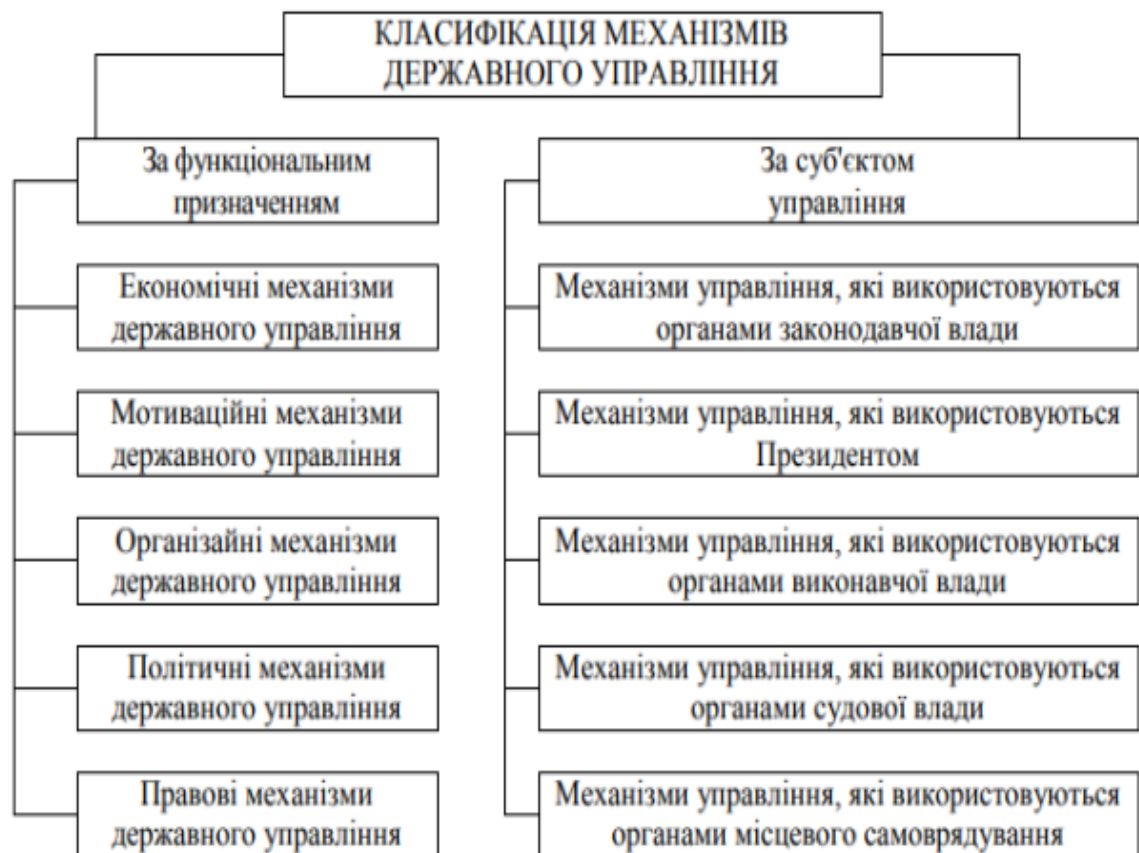 КЛАСИФІКАЦІЯ МЕХАНІЗМІВ
ДЕРЖАВНОГО УПРАВЛІННЯ
За функціональним
призначенням
Економічні механізми
державного управління
Мотиваційні механізми
державного управління
Організайні механізми
державного управління
Політичні механізми
державного управління
Правові механізми
державного управління
За суб'єктом
управління
Механізми управління, які використовуються
органами законодавчої влади
Механізми управління, які використовуються
Президентом
Механізми управління, які використовуються
органами виконавчої влади
Механізми управління, які використовуються
органами судової влади
Механізми управління, які використовуються
органами місцевого самоврядування